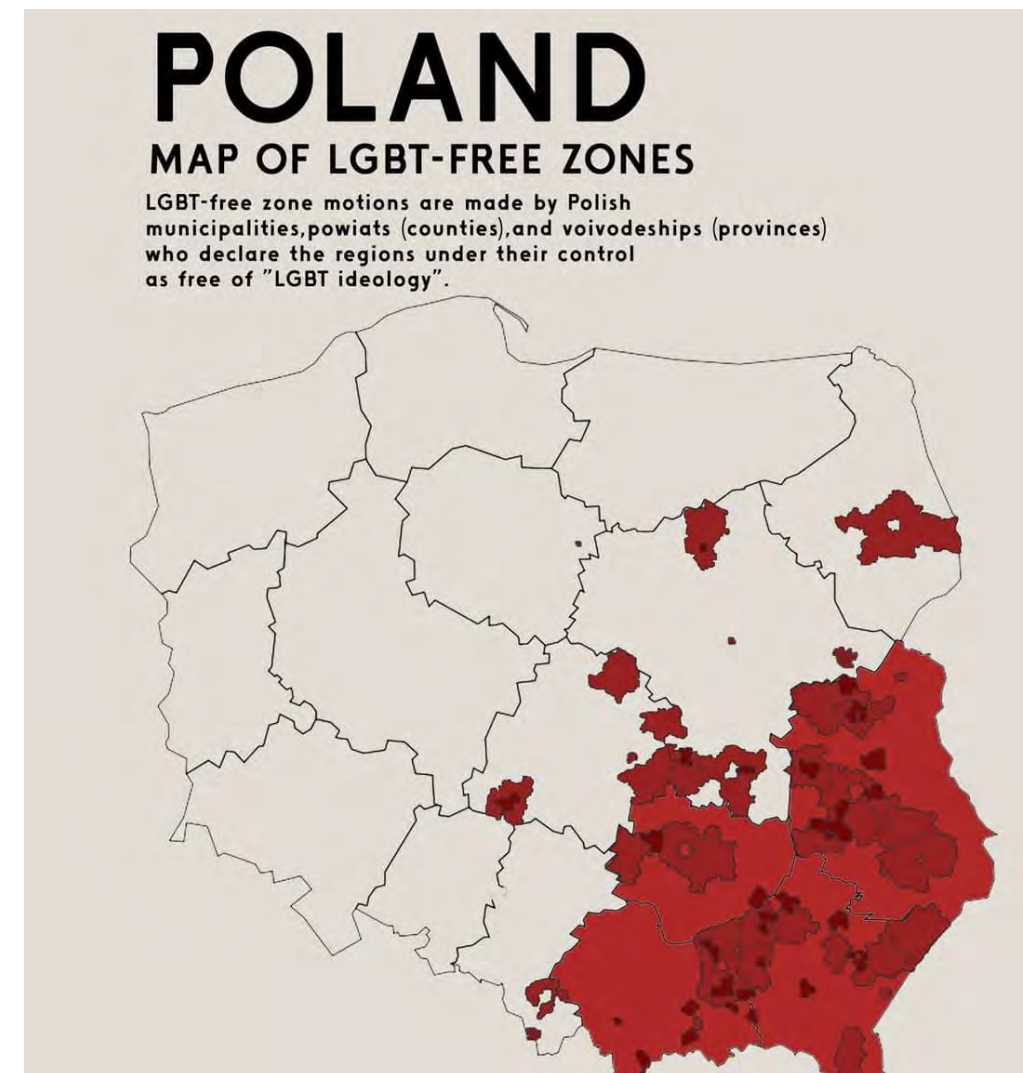 POLAND
MAP OF LGBT-FREE ZONES
LGBT-free zone motions are made by Polish
municipalities,powiats (counties),and voivodeships (provinces)
who declare the regions under their control
as free of "LGBT ideology".